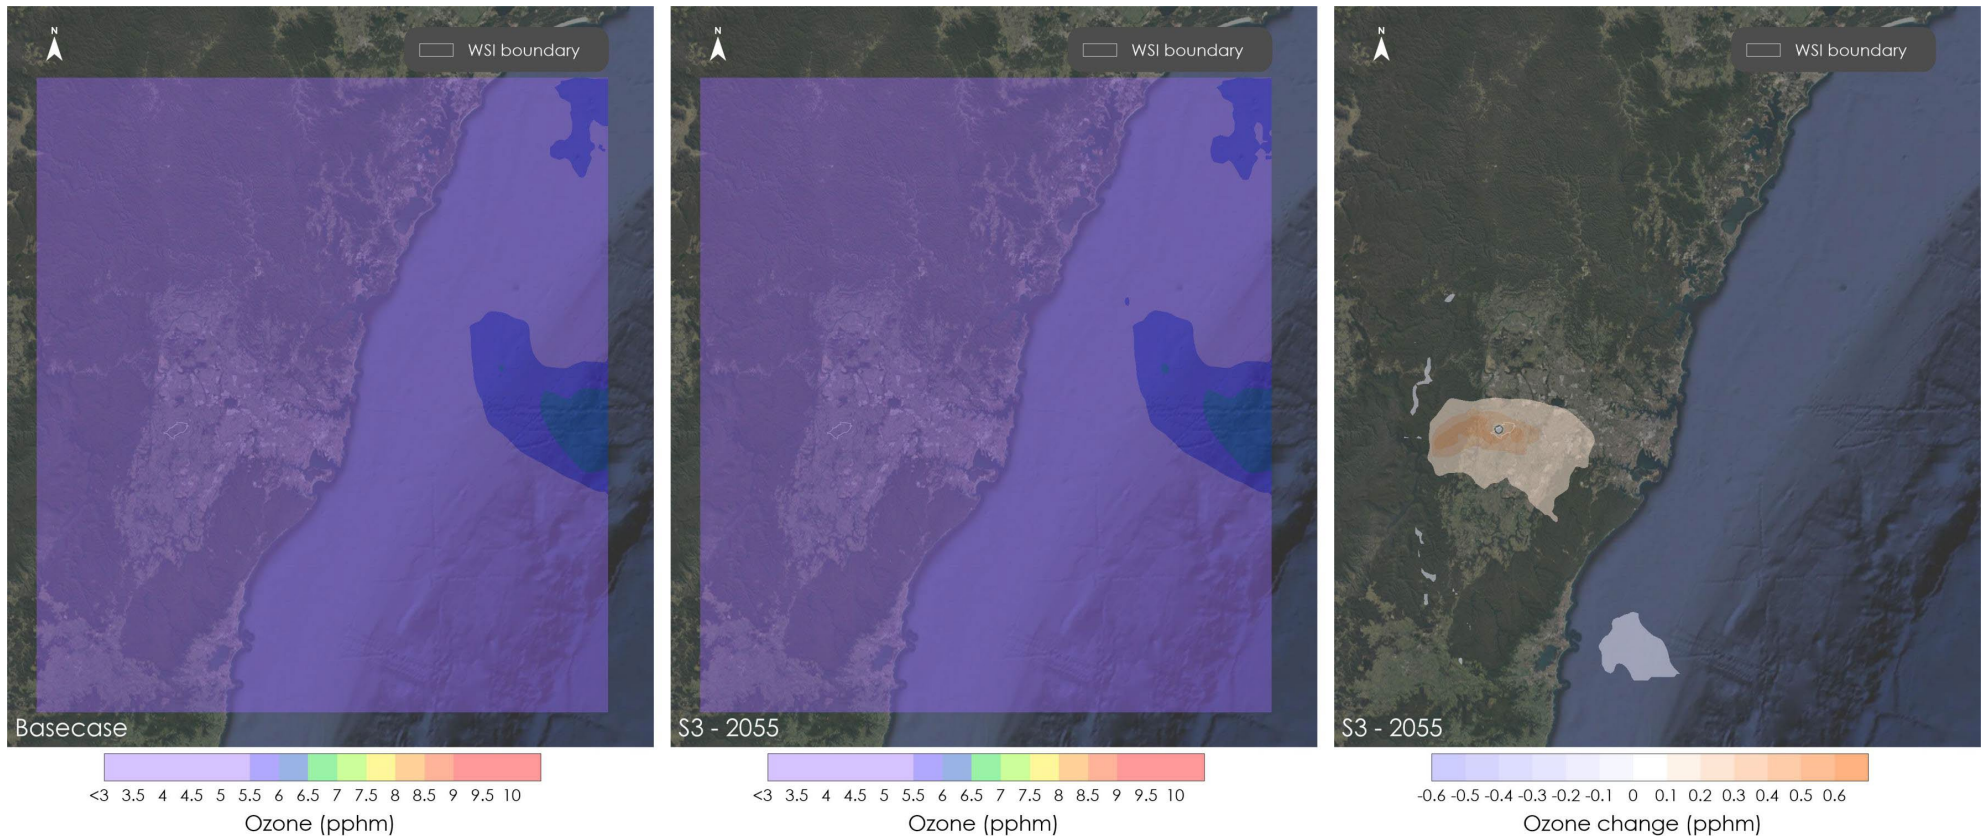 N
WSI boundary
Basecase
<3 3.5 4 4.5 5 5.5 6 6.5 7 7.5 8 8.5 9 9.5 10
Ozone (pphm)
N
WSI boundary
S3 - 2055
<3 3.5 4 4.5 5 5.5 6 6.5 7 7.5 8 8.5 9 9.5 10
Ozone (pphm)
N
WSI boundary
S3 - 2055
-0.6 -0.5 -0.4 -0.3 -0.2 -0.1 0 0.1 0.2 0.3 0.4 0.5 0.6
Ozone change (pphm)